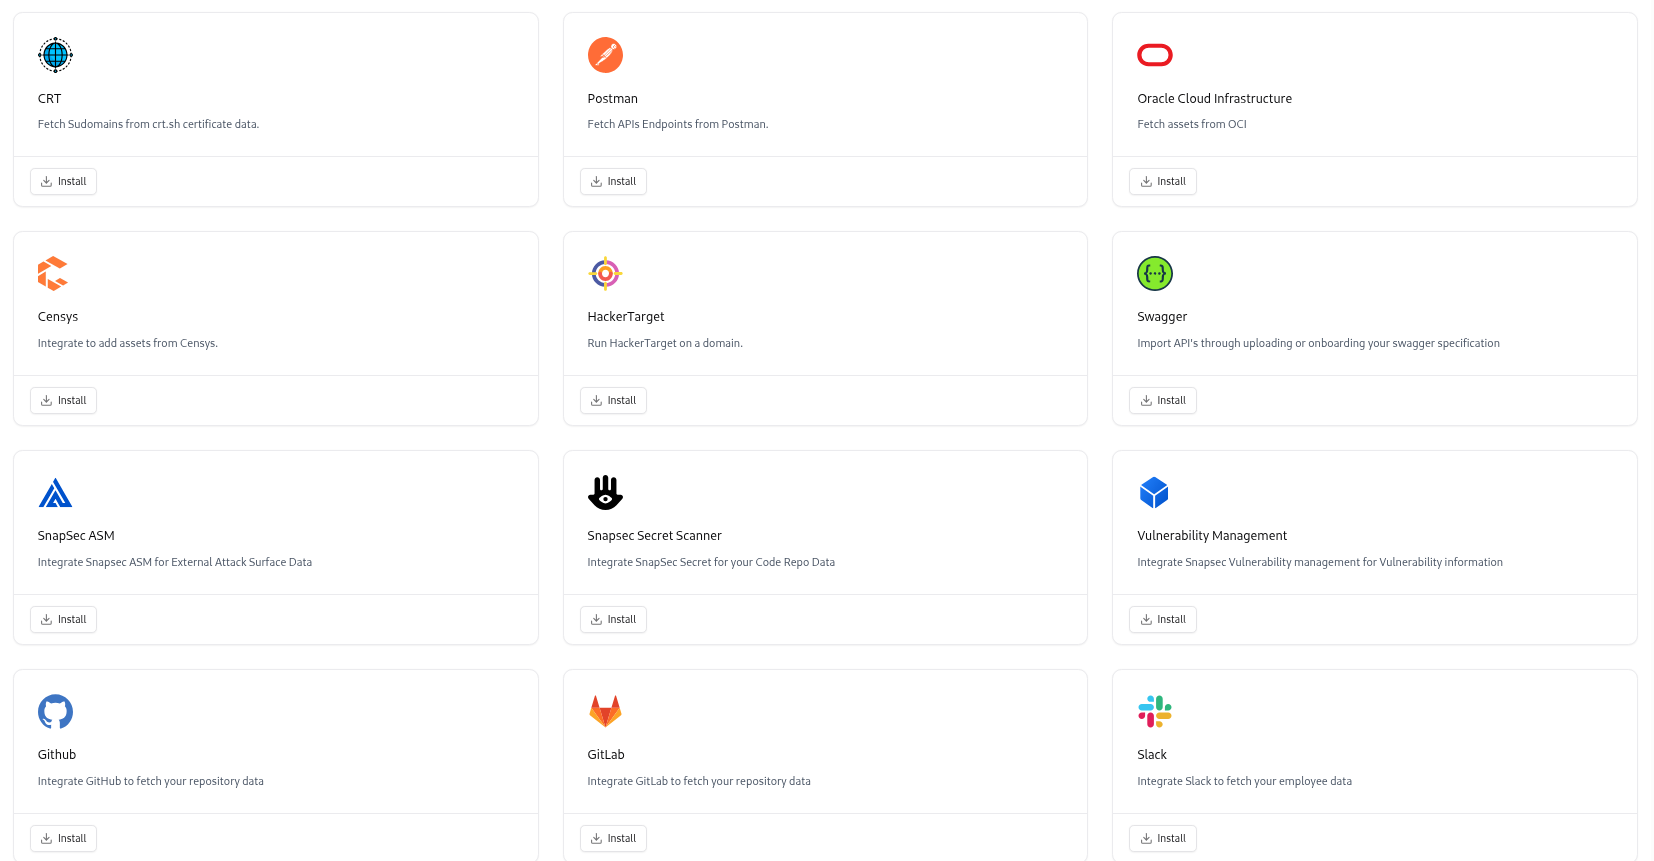 CRT
Fetch Sudomains from crt.sh certificate data.
Install
Postman
Fetch APIs Endpoints from Postman.
Install
Oracle Cloud Infrastructure
Fetch assets from OCI
Install
Censys
Integrate to add assets from Censys.
Install
HackerTarget
Run HackerTarget on a domain.
Install
Swagger
Import API's through uploading or onboarding your swagger specification
Install
SnapSec ASM
Integrate Snapsec ASM for External Attack Surface Data
Install
Snapsec Secret Scanner
Integrate SnapSec Secret for your Code Repo Data
Install
Vulnerability Management
Integrate Snapsec Vulnerability management for Vulnerability information
Install
Github
Integrate GitHub to fetch your repository data
Install
GitLab
Integrate GitLab to fetch your repository data
Install
Slack
Integrate Slack to fetch your employee data
Install